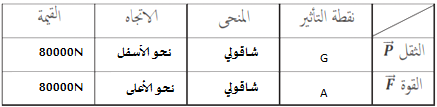 نقطة التأثير المنحى الاتجاه القيمة
الثقل P G شاقولي نحو الأسفل 80000N
القوة F A شاقولي نحو الأعلى 80000N